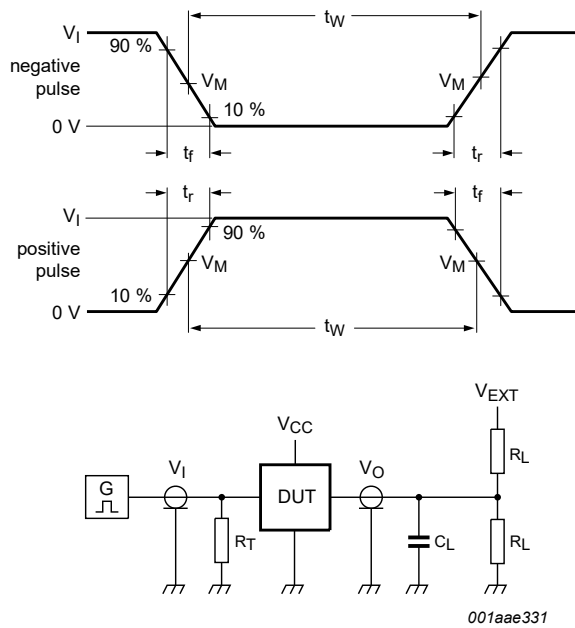 V_I
t_W
90 %
negative
pulse
V_M
V_M
10 %
0 V
t_f
t_r
t_r
t_f
V_I
90 %
positive
pulse
V_M
V_M
10 %
0 V
t_W
V_EXT
V_CC
R_L
V_I
V_O
G
DUT
R_T
C_L
R_L
001aae331